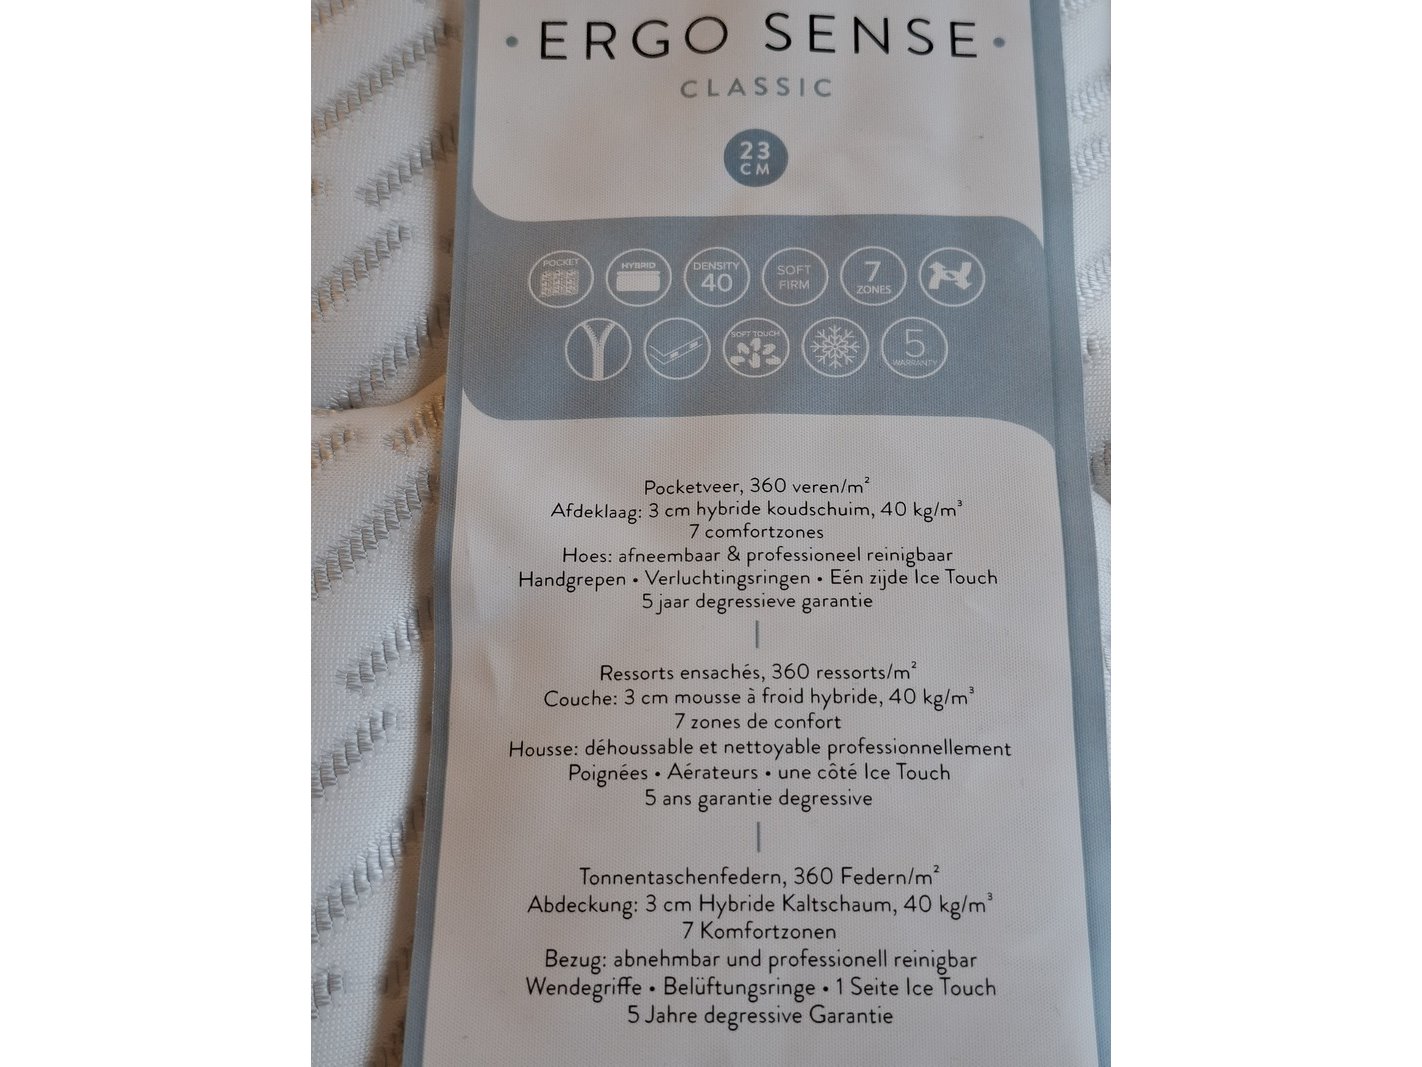 • ERGO SENSE •
CLASSIC
23
CM
POCKET
HYBRID
DENSITY
40
SOFT
FIRM
7
ZONES
SOFT TOUCH
5
WARRANTY
Pocketveer, 360 veren/m²
Afdeklaag: 3 cm hybride koudschuim, 40 kg/m³
7 comfortzones
Hoes: afneembaar & professioneel reinigbaar
Handgrepen • Verluchtingsringen • Eén zijde Ice Touch
5 jaar degressieve garantie
Ressorts ensachés, 360 ressorts/m²
Couche: 3 cm mousse à froid hybride, 40 kg/m³
7 zones de confort
Housse: déhoussable et nettoyable professionnellement
Poignées • Aérateurs • une côté Ice Touch
5 ans garantie degressive
Tonnentaschenfedern, 360 Federn/m²
Abdeckung: 3 cm Hybride Kaltschaum, 40 kg/m³
7 Komfortzonen
Bezug: abnehmbar und professionell reinigbar
Wendegriffe • Belüftungsringe • 1 Seite Ice Touch
5 Jahre degressive Garantie